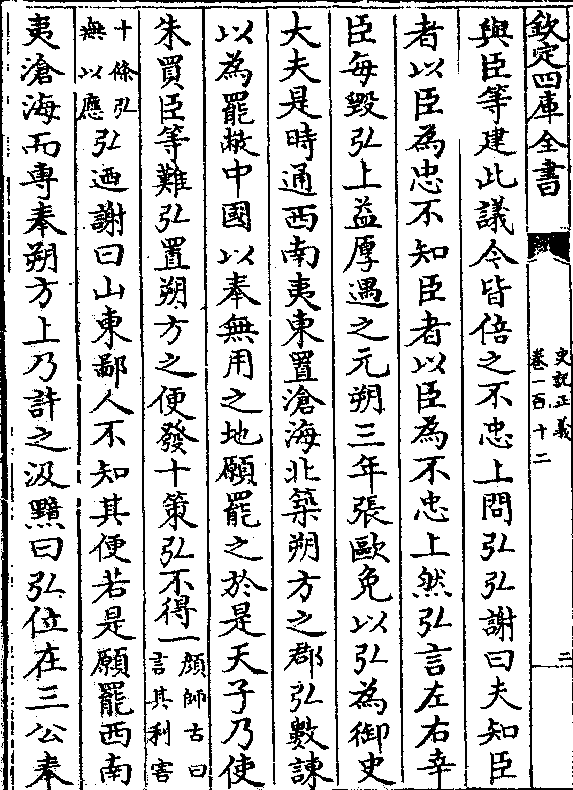 欽定四庫全書
史記正義
卷一百十二
二
與臣等建此議令皆倍之不忠上問弘弘謝曰夫知臣
者以臣為忠不知臣者以臣為不忠上然弘言左右幸
臣每毀弘上益厚遇之元朔三年張歐免以弘為御史
大夫是時通西南夷東置滄海北築朔方之郡弘數諫
以為罷敝中國以奉無用之地願罷之於是天子乃使
朱買臣等難弘置朔方之便發十策弘不得一顔師古曰言其利害
十條弘無以應弘迺謝曰山東鄙人不知其便若是願罷西南
夷滄海而專奉朔方上乃許之汲黯曰弘位在三公奉